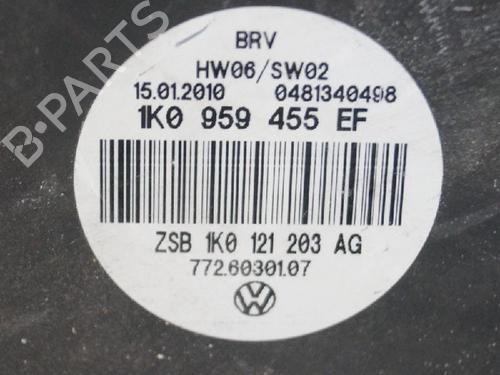 BRV
HW06/SW02
15.01.2010 0481340498
1K0 959 455 EF
ZSB 1K0 121 203 AG
772.60301.07
B-PARTS
B-PARTS